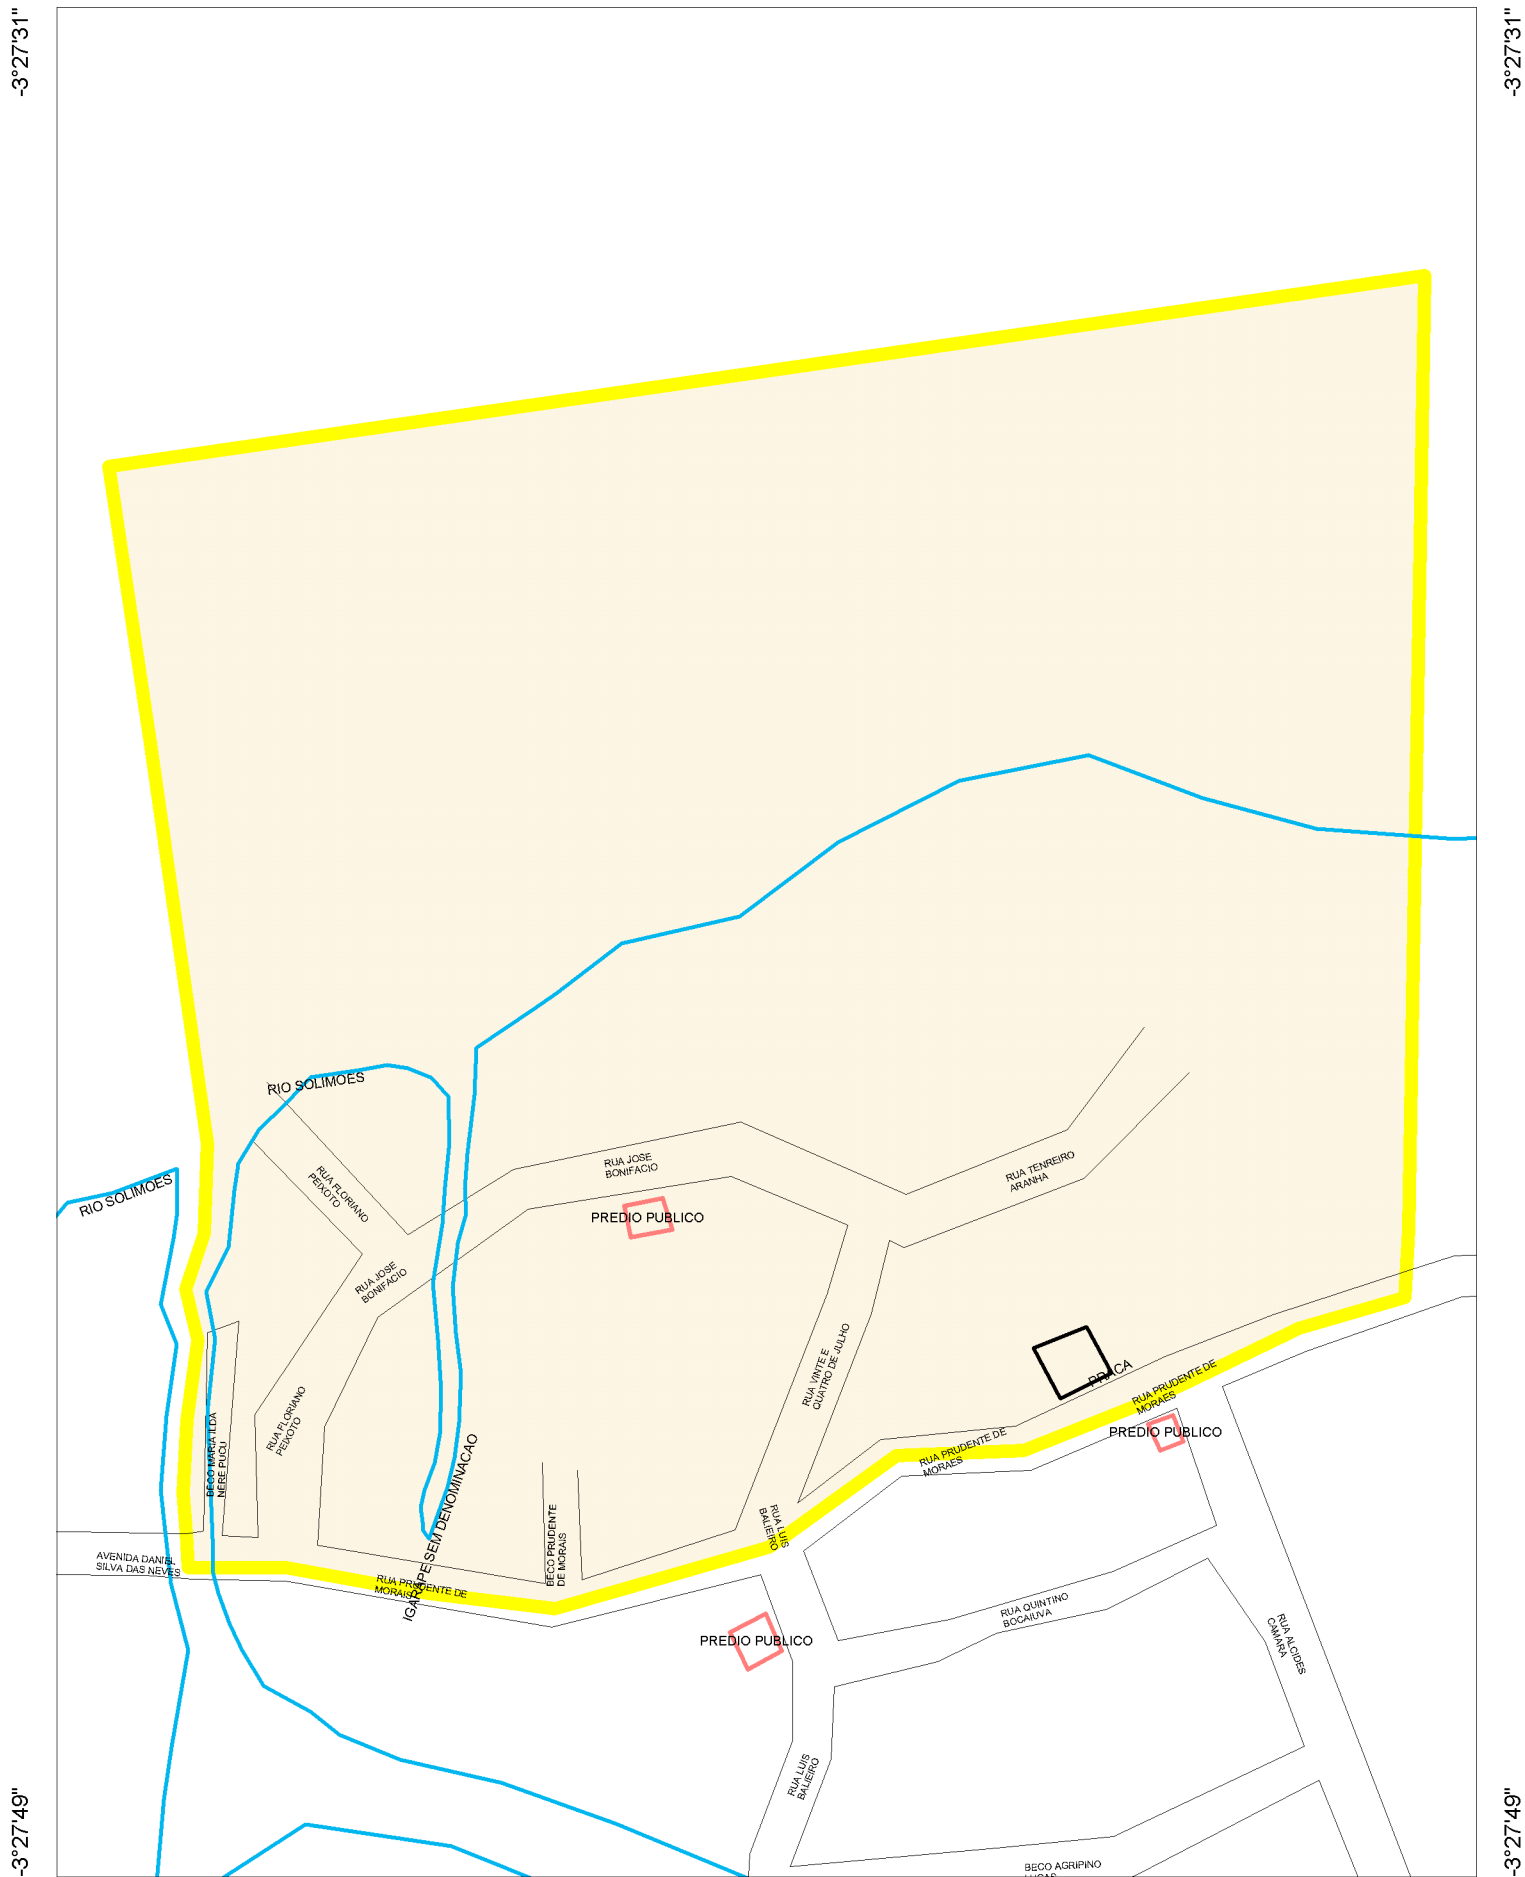 -3°27'31"
-3°27'31"
RIO SOLIMOES
RIO SOLIMOES
RUA FLORIANO
PEIXOTO
RUA JOSE
BONIFACIO
PREDIO PUBLICO
RUA TENREIRO
ARANHA
RUA JOSE
BONIFACIO
RUA VINTE E
QUATRO DE JULHO
PRACA
RUA PRUDENTE DE
MORAES
PREDIO PUBLICO
RUA FLORIANO
PEIXOTO
BECO MARIA ILDA
NERE PUCU
RUA PRUDENTE DE
MORAES
IGARAPE SEM DENOMINACAO
BECO PRUDENTE
DE MORAIS
RUA LUIS
BALIEIRO
AVENIDA DANIEL
SILVA DAS NEVES
RUA PRUDENTE DE
MORAIS
RUA QUINTINO
BOCAIUVA
RUA ALCIDES
CAMARA
PREDIO PUBLICO
RUA LUIS
BALIEIRO
BECO AGRIPINO
-3°27'49"
-3°27'49"